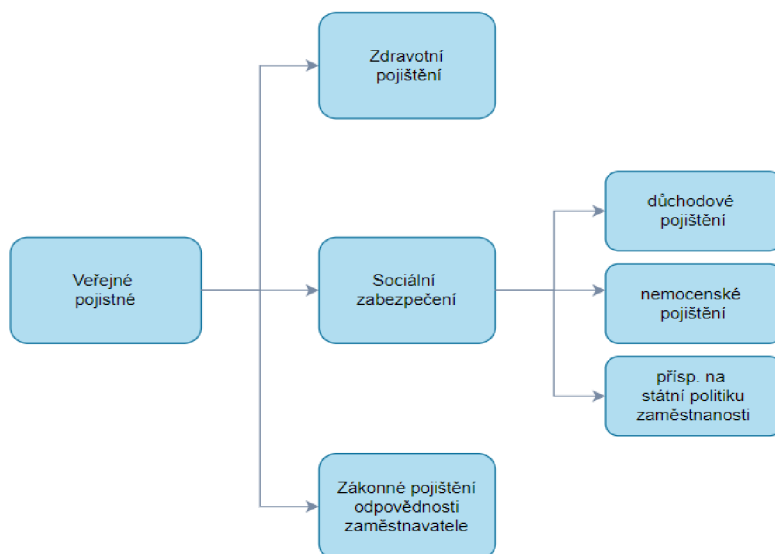 Zdravotní
pojištění
důchodové
pojištění
Veřejné
pojistné
Sociální
zabezpečení
nemocenské
pojištění
přísp. na
státní politiku
zaměstnanosti
Zákonné pojištění
odpovědnosti
zaměstnavatele